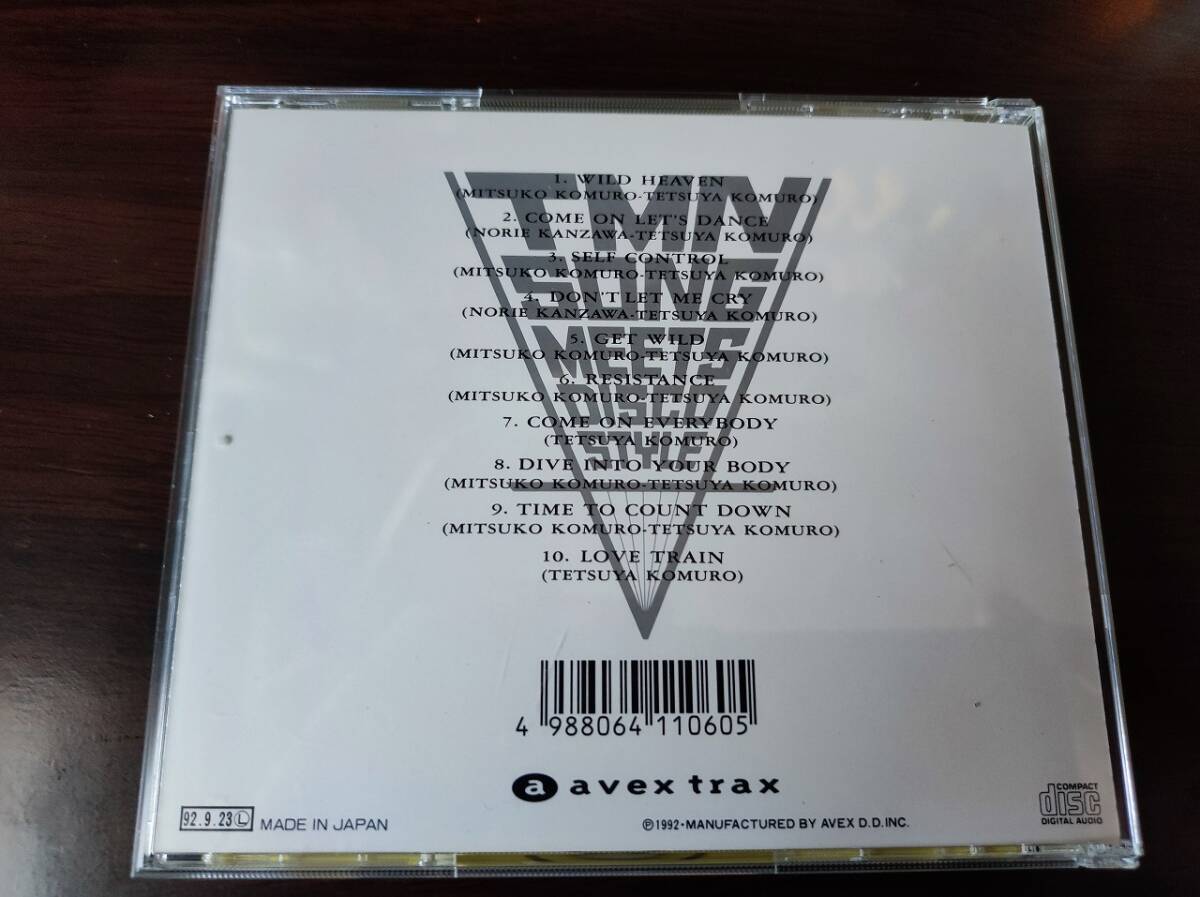 TMN
SONG
MEETS
DISCO
STYLE
1. WILD HEAVEN
(MITSUKO KOMURO-TETSUYA KOMURO)
2. COME ON LET'S DANCE
(NORIE KANZAWA-TETSUYA KOMURO)
3. SELF CONTROL
(MITSUKO KOMURO-TETSUYA KOMURO)
4. DON'T LET ME CRY
(NORIE KANZAWA-TETSUYA KOMURO)
5. GET WILD
(MITSUKO KOMURO-TETSUYA KOMURO)
6. RESISTANCE
(MITSUKO KOMURO-TETSUYA KOMURO)
7. COME ON EVERYBODY
(TETSUYA KOMURO)
8. DIVE INTO YOUR BODY
(MITSUKO KOMURO-TETSUYA KOMURO)
9. TIME TO COUNT DOWN
(MITSUKO KOMURO-TETSUYA KOMURO)
10. LOVE TRAIN
(TETSUYA KOMURO)
4 988064 110605
a avex trax
92.9.23 Ⓛ MADE IN JAPAN
℗1992·MANUFACTURED BY AVEX D.D.INC.
COMPACT
disc
DIGITAL AUDIO